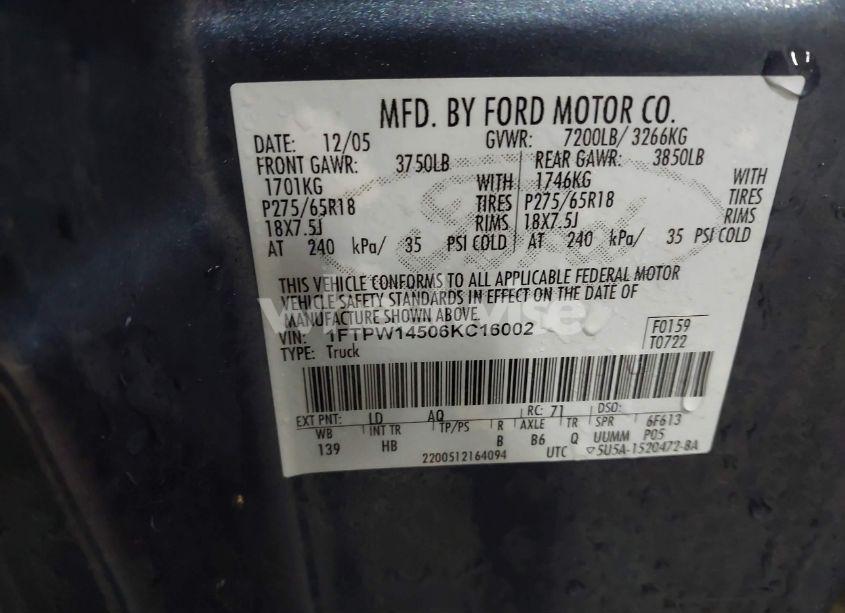 MFD. BY FORD MOTOR CO.
DATE: 12/05 GVWR: 7200LB/ 3266KG
FRONT GAWR: 3750LB REAR GAWR: 3850LB
1701KG WITH 1746KG WITH
P275/65R18 TIRES P275/65R18 TIRES
18X7.5J RIMS 18X7.5J RIMS
AT 240 kPa/ 35 PSI COLD AT 240 kPa/ 35 PSI COLD
THIS VEHICLE CONFORMS TO ALL APPLICABLE FEDERAL MOTOR
VEHICLE SAFETY STANDARDS IN EFFECT ON THE DATE OF
MANUFACTURE SHOWN ABOVE.
VIN: 1FTPW14506KC16002 F0159
TYPE: Truck T0722
EXT PNT: LD AQ RC: 71 DSO:
WB INT TR TP/PS R AXLE TR SPR 6F613
139 HB B B6 Q UUMM P05
2200512164094 UTC ▽5U5A-1520472-BA